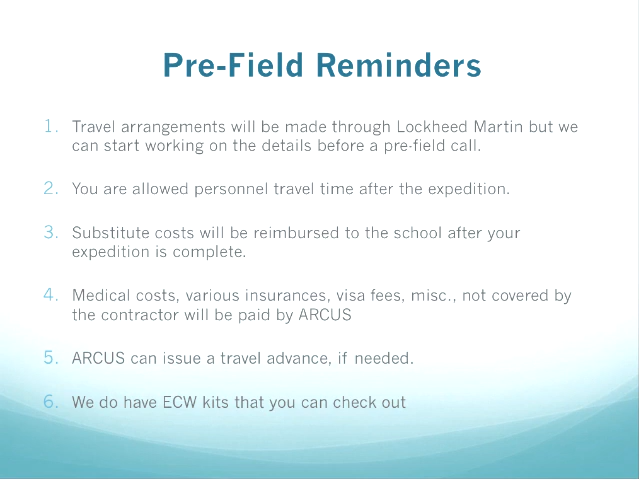 Pre-Field Reminders
1. Travel arrangements will be made through Lockheed Martin but we
can start working on the details before a pre-field call.
2. You are allowed personnel travel time after the expedition.
3. Substitute costs will be reimbursed to the school after your
expedition is complete.
4. Medical costs, various insurances, visa fees, misc., not covered by
the contractor will be paid by ARCUS
5. ARCUS can issue a travel advance, if needed.
6. We do have ECW kits that you can check out